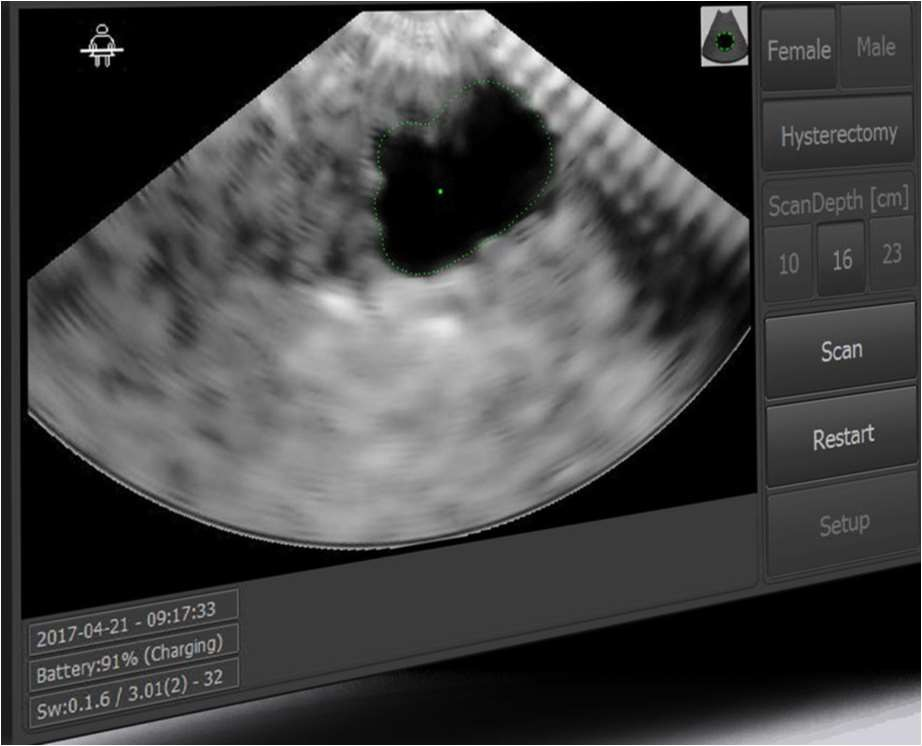 Female
Male
Hysterectomy
ScanDepth [cm]
10
16
23
Scan
Restart
Setup
2017-04-21 - 09:17:33
Battery:91% (Charging)
Sw:0.1.6 / 3.01(2) - 32